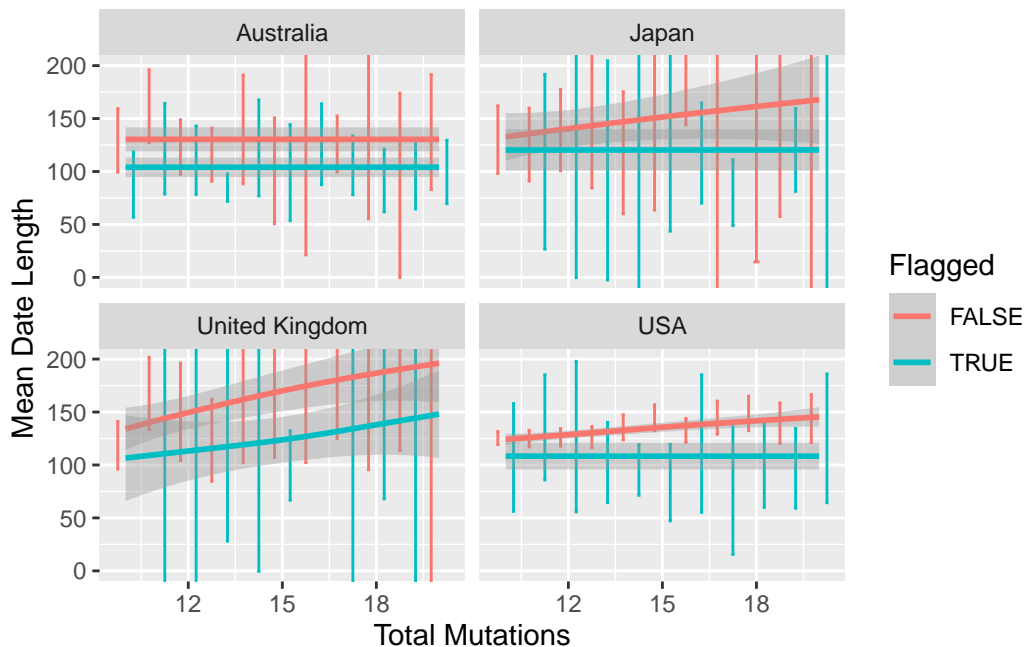 Australia
Japan
200
150
100
50
0
United Kingdom
USA
200
150
100
50
0
12
15
18
12
15
18
Total Mutations
Mean Date Length
Flagged
FALSE
TRUE